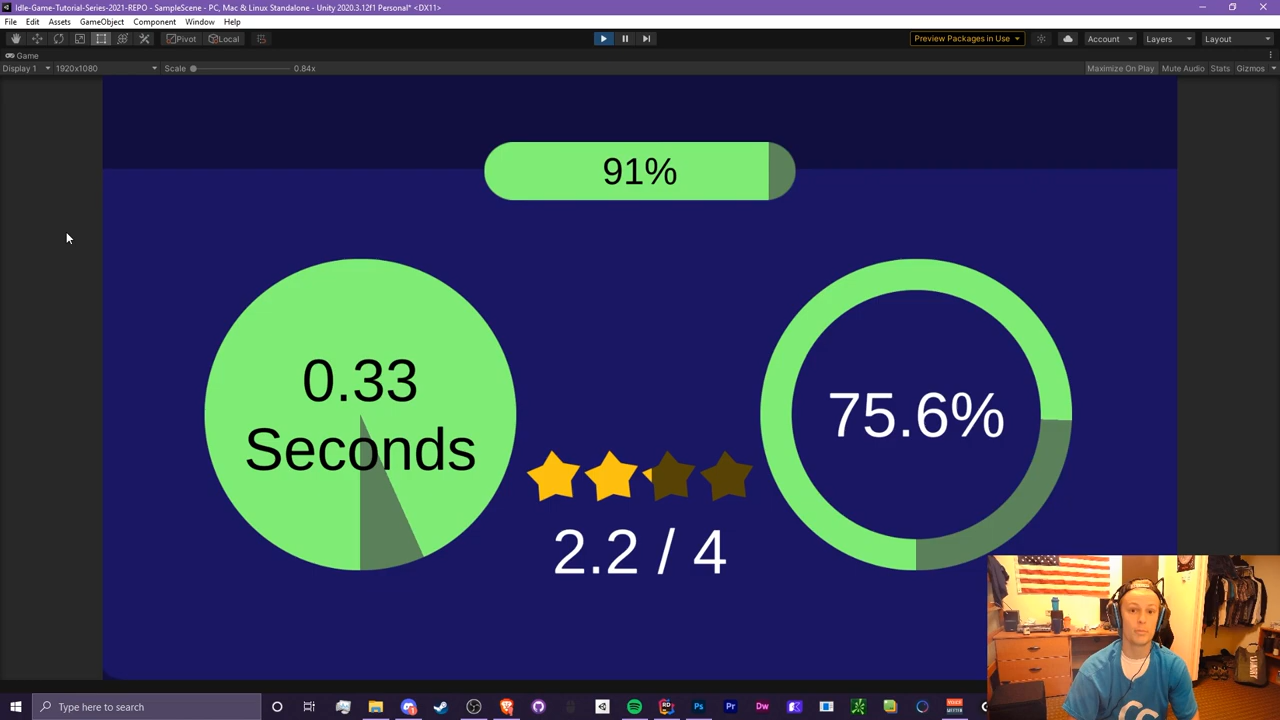 Idle-Game-Tutorial-Series-2021-REPO - SampleScene - PC, Mac & Linux Standalone - Unity 2020.3.12f1 Personal* <DX11>
File Edit Assets GameObject Component Window Help
Pivot Local Preview Packages in Use Account Layers Layout
Game
Display 1 1920x1080 Scale 0.84x Maximize On Play Mute Audio Stats Gizmos
91%
0.33
Seconds
75.6%
2.2 / 4
Type here to search